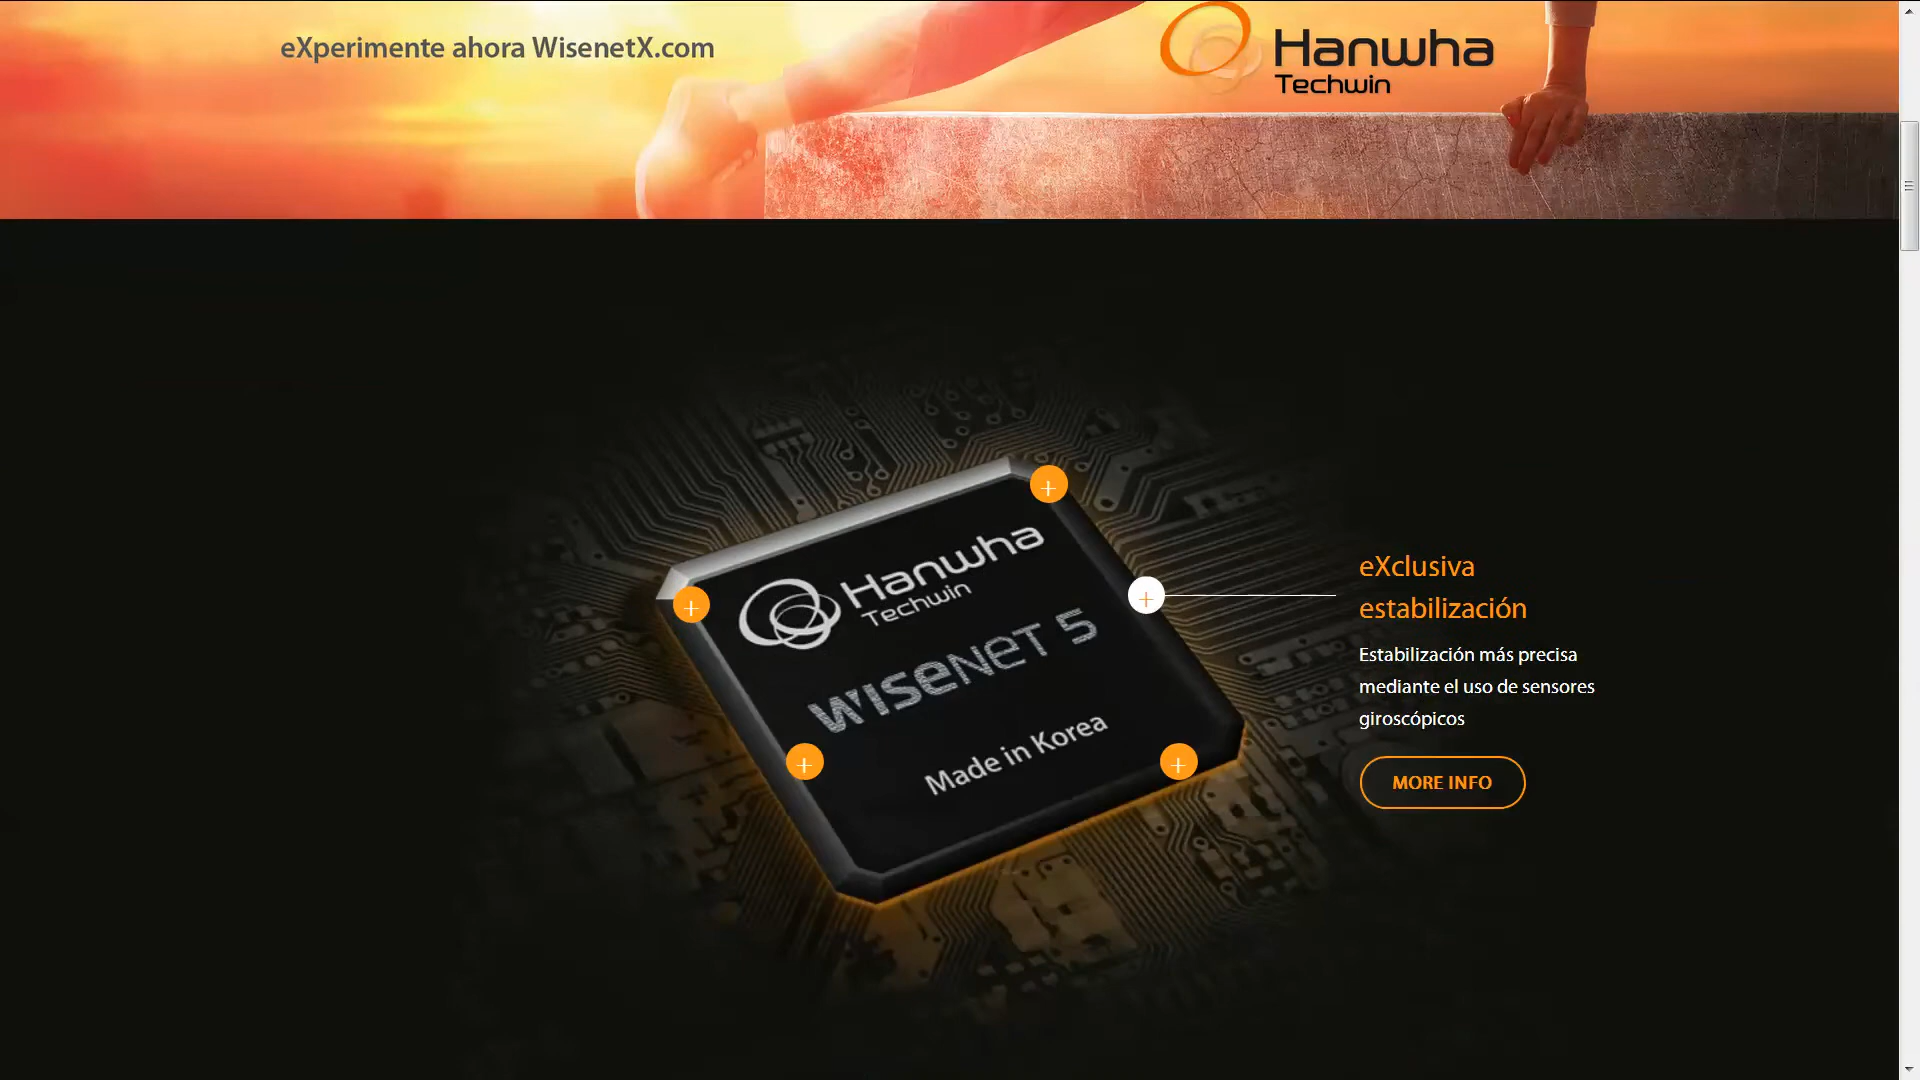 eXperimente ahora WisenetX.com
Hanwha
Techwin
Hanwha
Techwin
WISENET 5
Made in Korea
eXclusiva
estabilización
Estabilización más precisa
mediante el uso de sensores
giroscópicos
MORE INFO